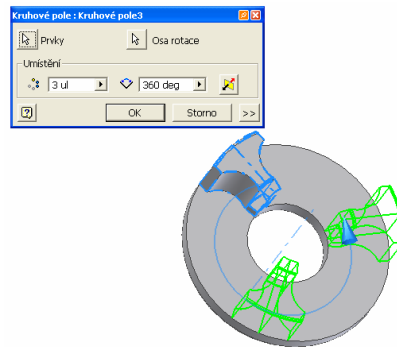 Kruhové pole : Kruhové pole3
Prvky Osa rotace
Umístění
3 ul 360 deg
OK Storno >>